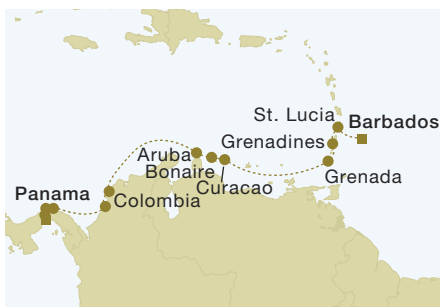 St. Lucia
Barbados
Grenadines
Aruba
Bonaire
Curacao
Grenada
Panama
Colombia